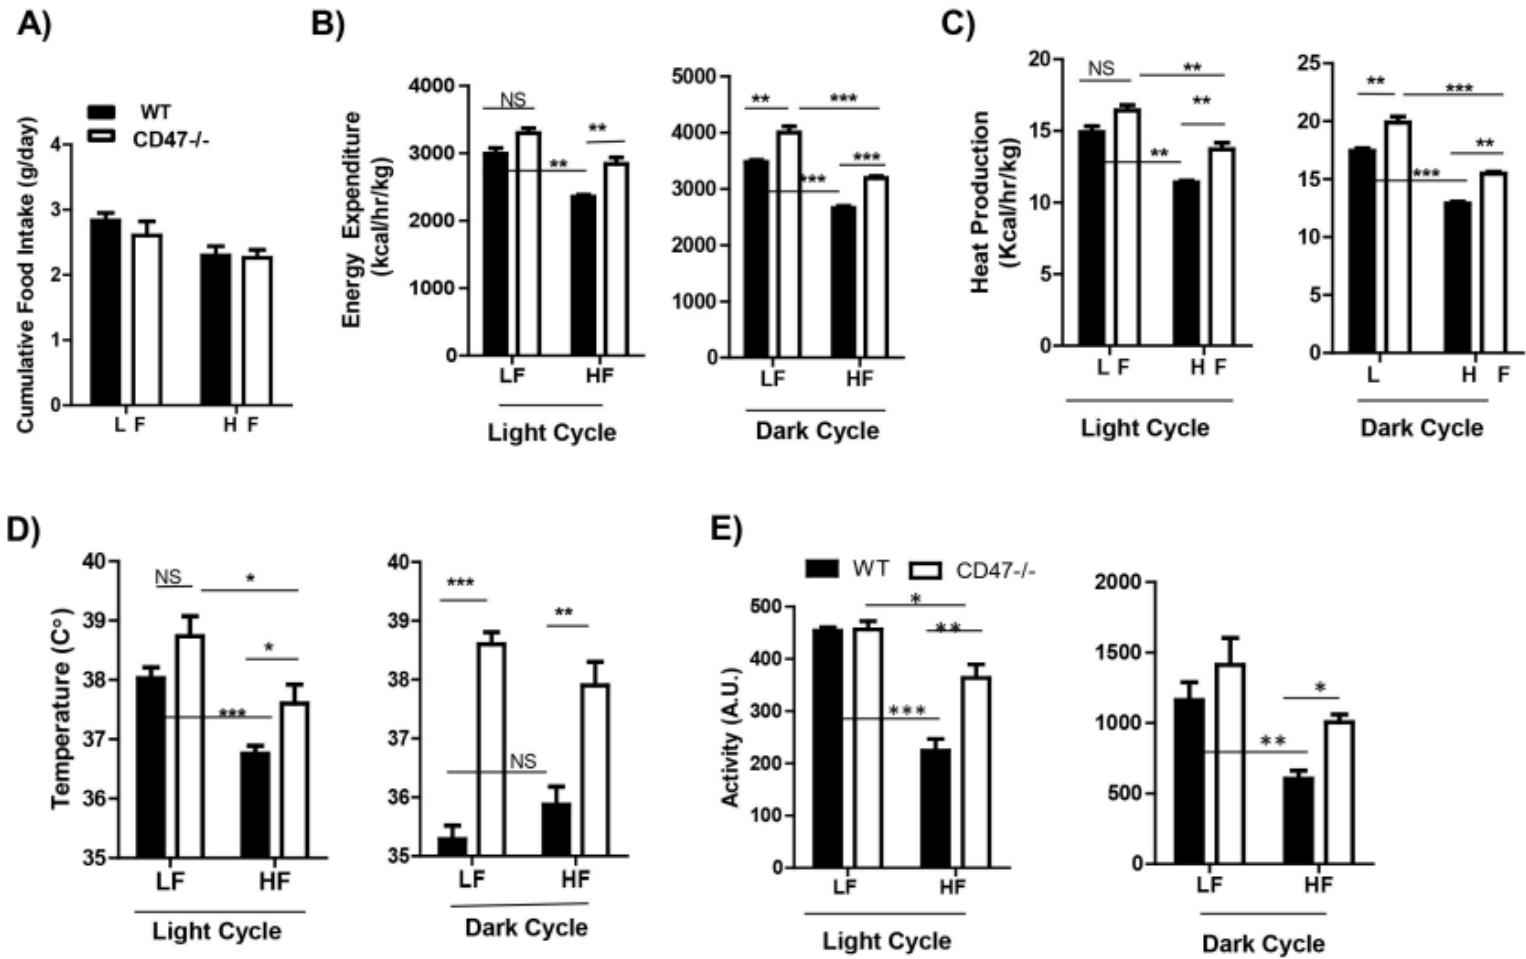 A)
WT
CD47-/-
Cumulative Food Intake (g/day)
4
3
2
1
0
L F
H F
B)
Energy Expenditure
(kcal/hr/kg)
4000
3000
2000
1000
0
NS
**
**
LF
HF
Light Cycle
5000
4000
3000
2000
1000
0
**
***
***
***
LF
HF
Dark Cycle
C)
Heat Production
(Kcal/hr/kg)
20
15
10
5
0
NS
**
**
**
L F
H F
Light Cycle
25
20
15
10
5
0
**
***
**
***
L
H F
Dark Cycle
D)
Temperature (C°)
40
39
38
37
36
35
NS
*
*
***
LF
HF
Light Cycle
40
39
38
37
36
35
***
**
NS
LF
HF
Dark Cycle
E)
WT
CD47-/-
Activity (A.U.)
500
400
300
200
100
0
*
**
***
LF
HF
Light Cycle
2000
1500
1000
500
0
*
**
LF
HF
Dark Cycle